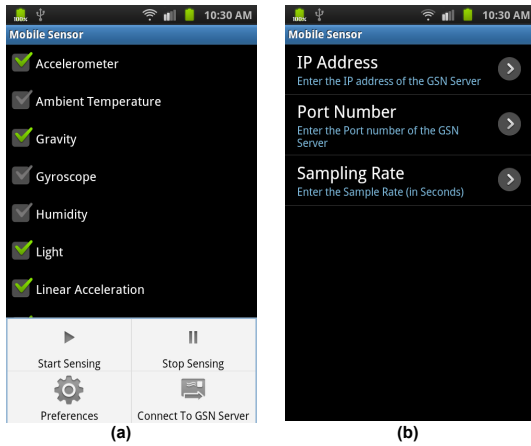 100%
10:30 AM
Mobile Sensor
Accelerometer
Ambient Temperature
Gravity
Gyroscope
Humidity
Light
Linear Acceleration
Start Sensing
Stop Sensing
Preferences
Connect To GSN Server
(a)
100%
10:30 AM
Mobile Sensor
IP Address
Enter the IP address of the GSN Server
Port Number
Enter the Port number of the GSN
Server
Sampling Rate
Enter the Sample Rate (in Seconds)
(b)